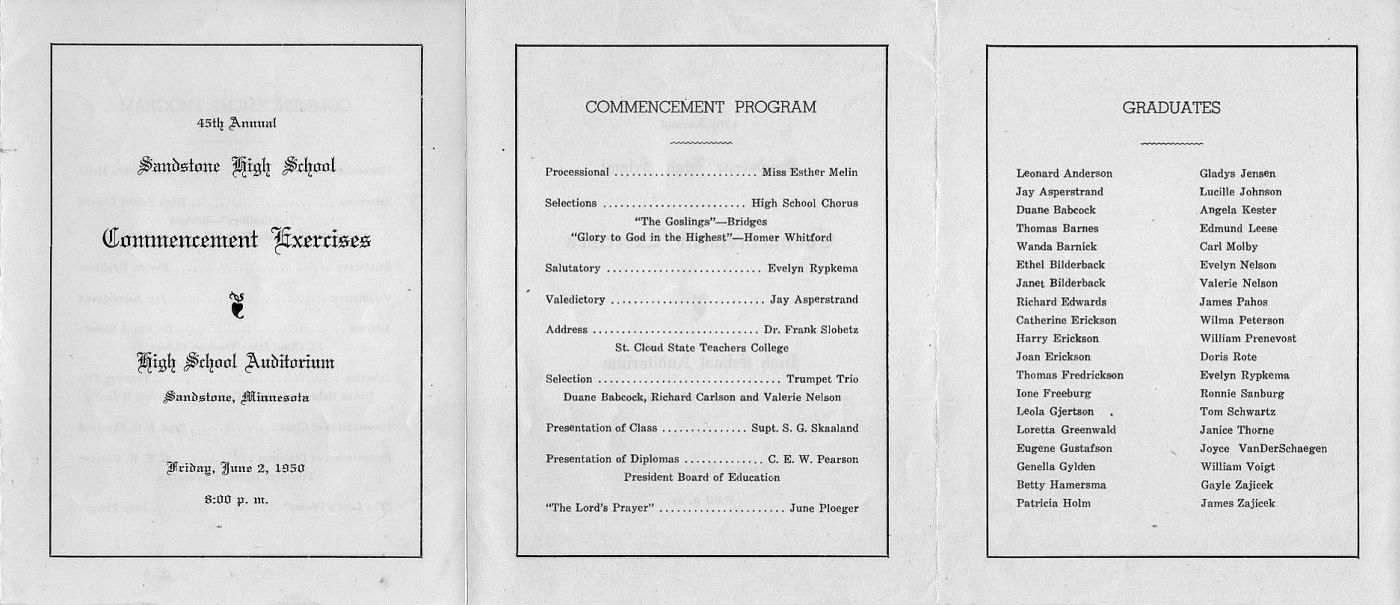 45th Annual
Sandstone High School
Commencement Exercises
High School Auditorium
Sandstone, Minnesota
Friday, June 2, 1950
8:00 p. m.
COMMENCEMENT PROGRAM
Processional ........................ Miss Esther Melin
Selections ........................ High School Chorus
"The Goslings"—Bridges
"Glory to God in the Highest"—Homer Whitford
Salutatory .......................... Evelyn Rypkema
Valedictory .......................... Jay Asperstrand
Address ............................ Dr. Frank Slobetz
St. Cloud State Teachers College
Selection ............................... Trumpet Trio
Duane Babcock, Richard Carlson and Valerie Nelson
Presentation of Class .............. Supt. S. G. Skaaland
Presentation of Diplomas ............. C. E. W. Pearson
President Board of Education
"The Lord's Prayer" ..................... June Ploeger
GRADUATES
Leonard Anderson
Jay Asperstrand
Duane Babcock
Thomas Barnes
Wanda Barnick
Ethel Bilderback
Janet Bilderback
Richard Edwards
Catherine Erickson
Harry Erickson
Joan Erickson
Thomas Fredrickson
Ione Freeburg
Leola Gjertson
Loretta Greenwald
Eugene Gustafson
Genella Gylden
Betty Hamersma
Patricia Holm
Gladys Jensen
Lucille Johnson
Angela Kester
Edmund Leese
Carl Molby
Evelyn Nelson
Valerie Nelson
James Pahos
Wilma Peterson
William Prenevost
Doris Rote
Evelyn Rypkema
Ronnie Sanburg
Tom Schwartz
Janice Thorne
Joyce VanDerSchaegen
William Voigt
Gayle Zajicek
James Zajicek